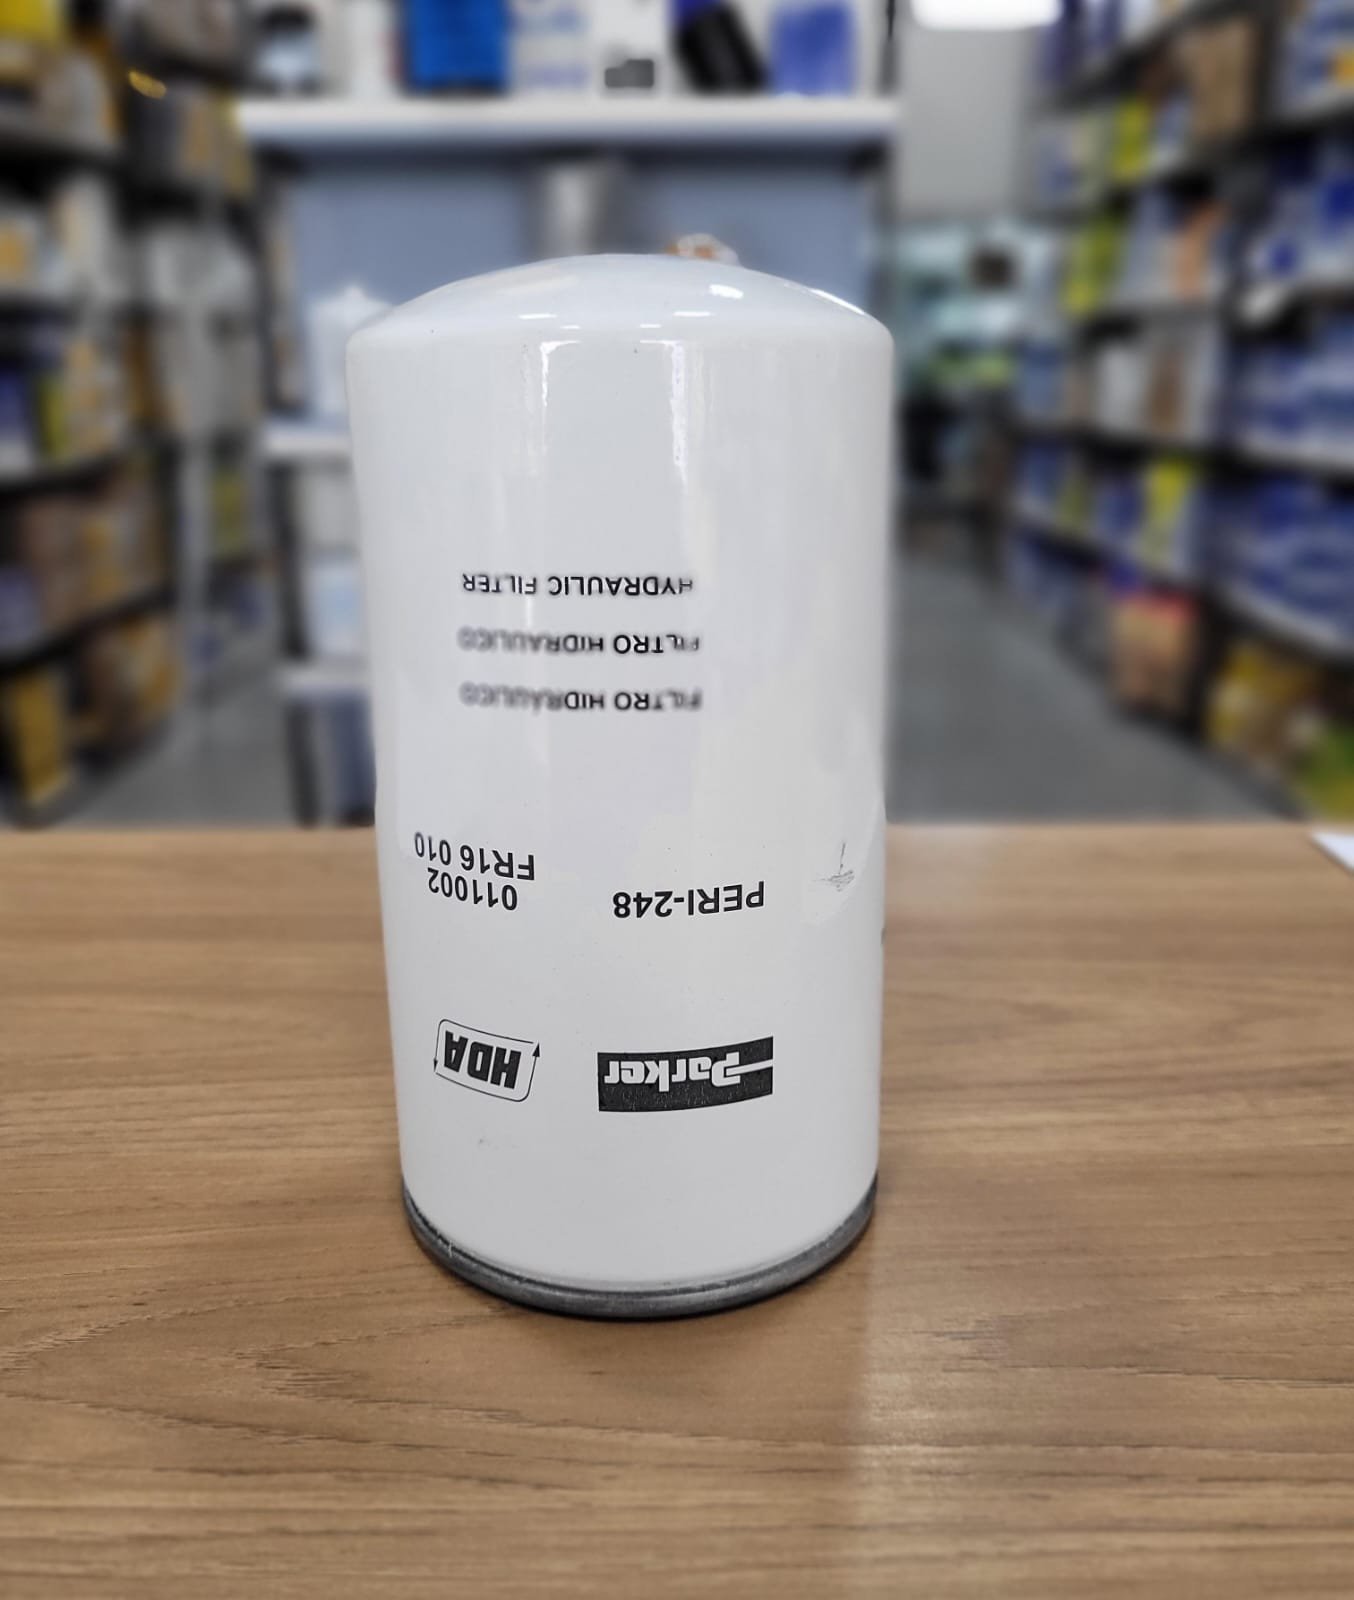 Parker
HDA
PERI-248
011002
FR16 010
FILTRO HIDRÁULICO
FILTRO HIDRAULICO
HYDRAULIC FILTER